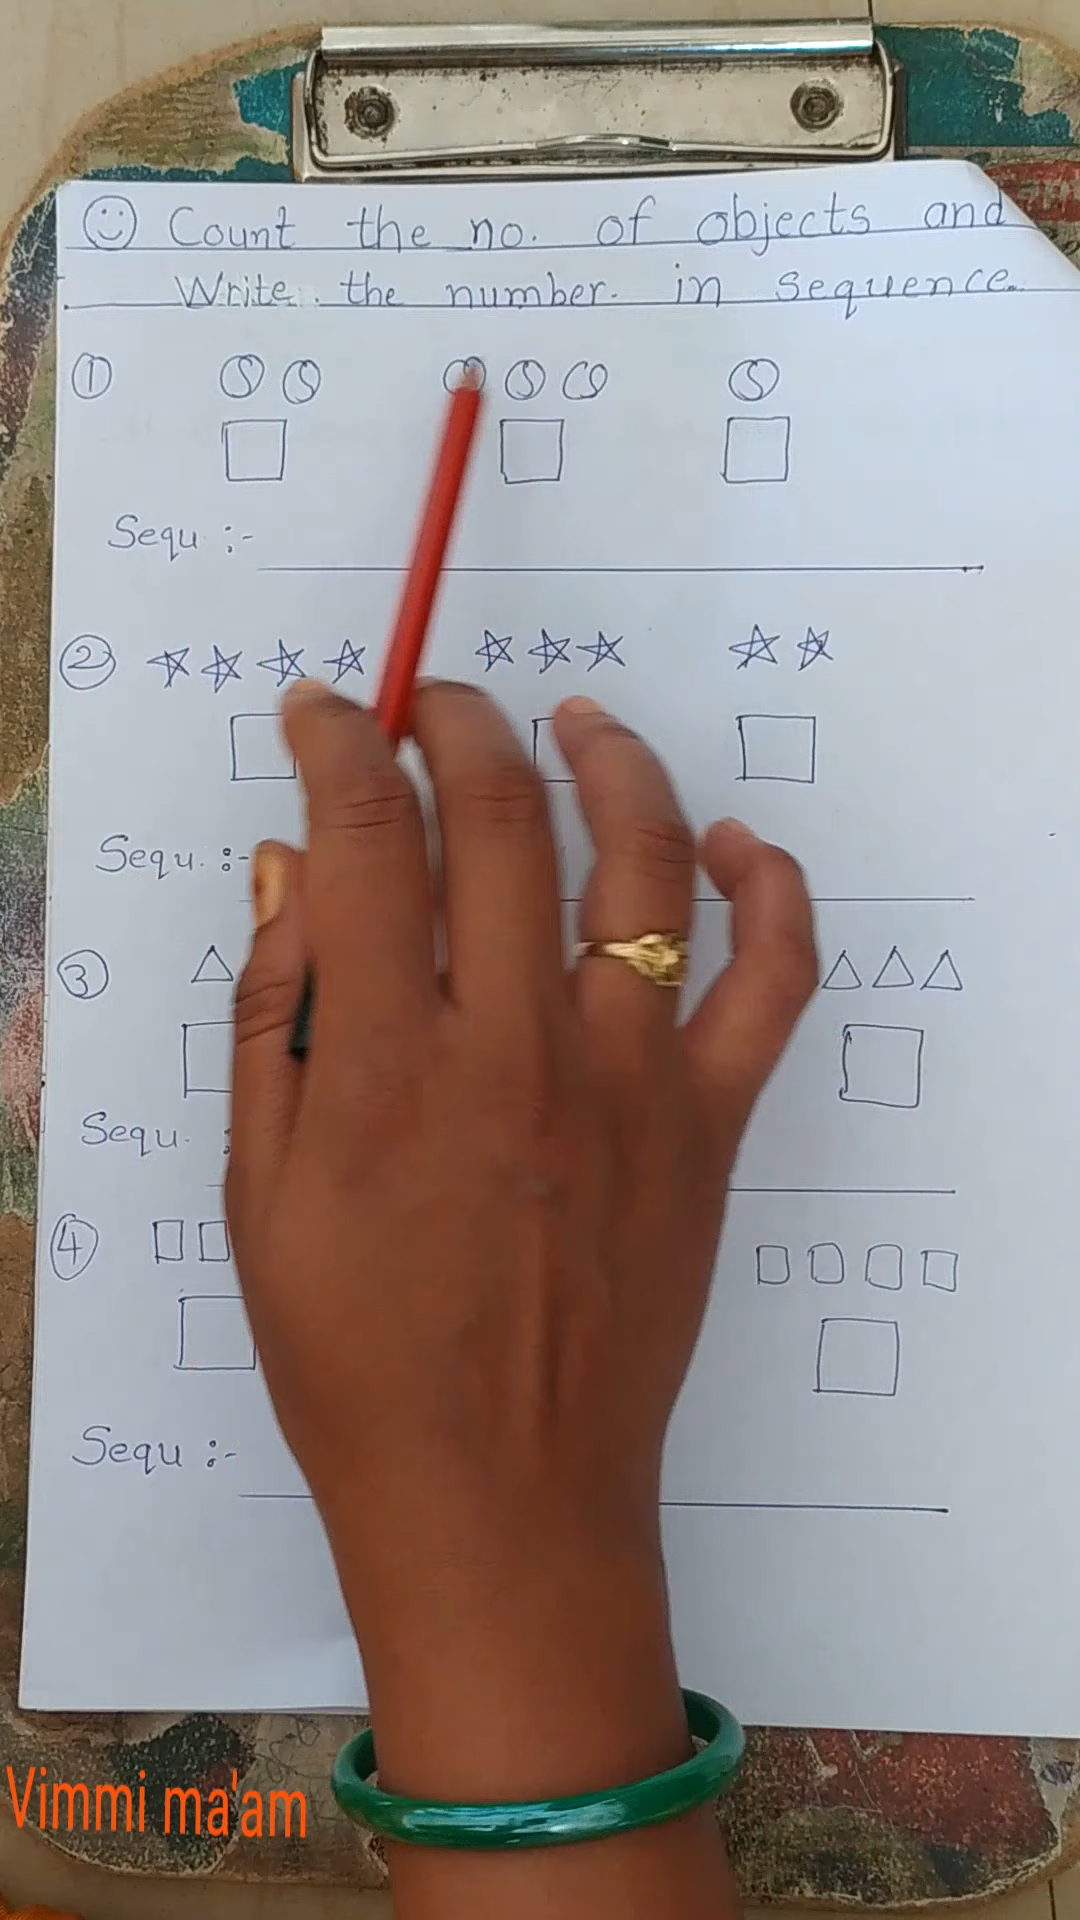 Count the no. of objects and
Write the number. in sequence.
1
Sequ :-
2
Sequ. :-
3
Sequ. :
4
Sequ :-
Vimmi ma'am